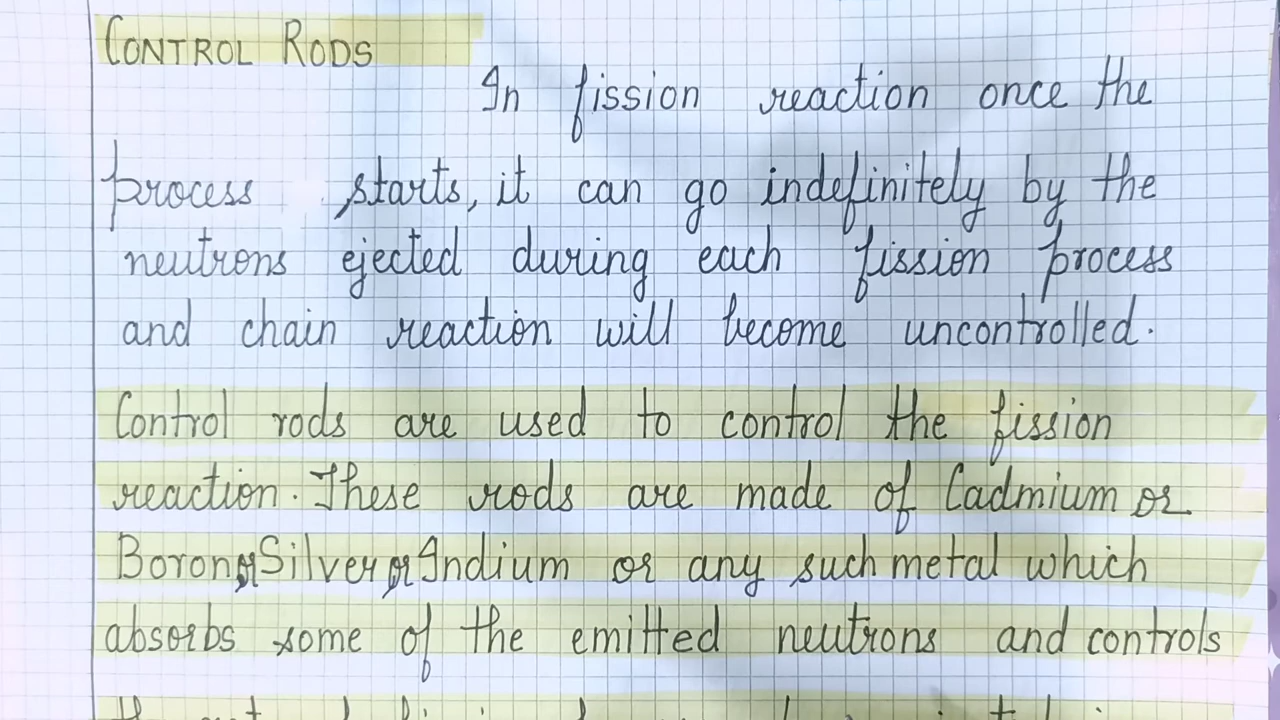 CONTROL RODS
In fission reaction once the
process starts, it can go indefinitely by the
neutrons ejected during each fission process
and chain reaction will become uncontrolled.
Control rods are used to control the fission
reaction. These rods are made of Cadmium or
Boron or Silver or Indium or any such metal which
absorbs some of the emitted neutrons and controls